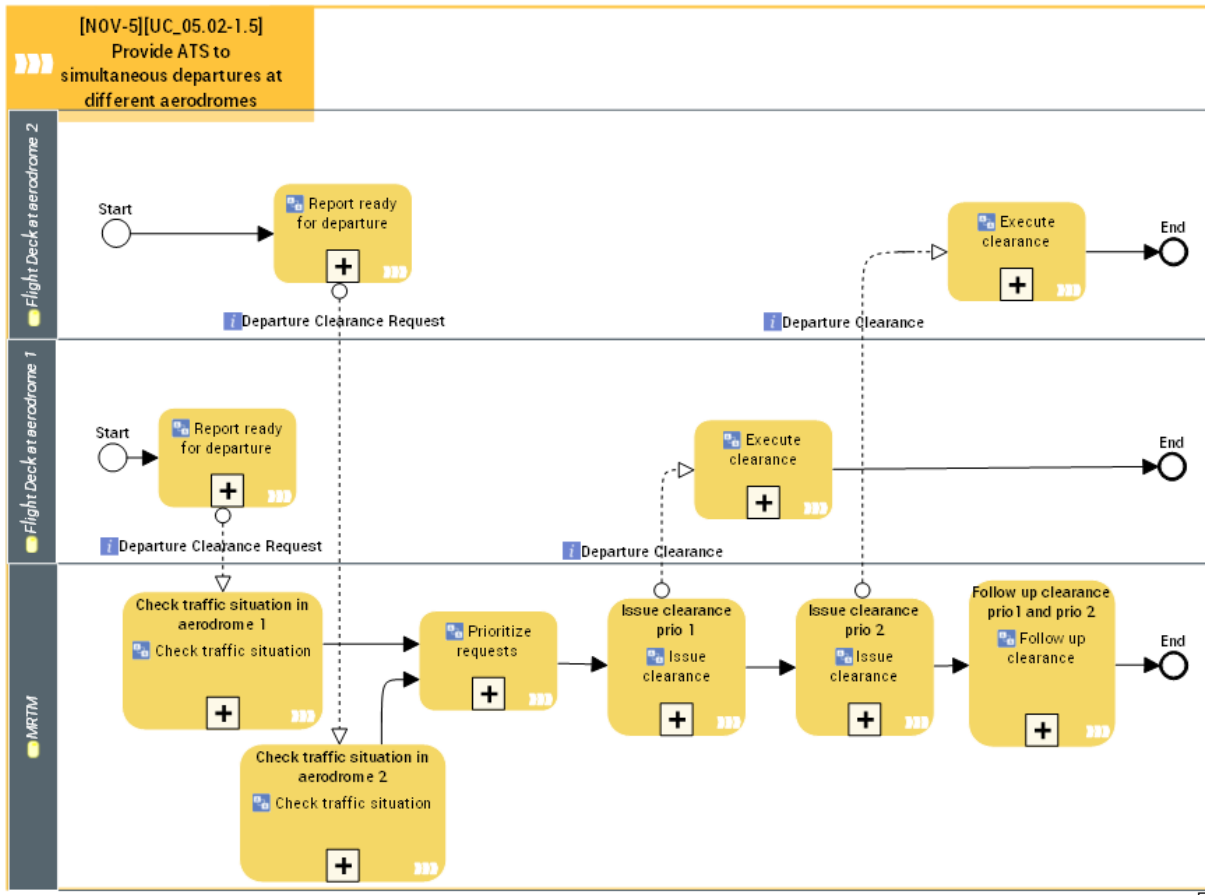 [NOV-5][UC_05.02-1.5]
Provide ATS to
simultaneous departures at
different aerodromes
Flight Deck at aerodrome 2
Start
Report ready
for departure
Departure Clearance Request
Execute
clearance
End
Departure Clearance
Flight Deck at aerodrome 1
Start
Report ready
for departure
Departure Clearance Request
Execute
clearance
End
Departure Clearance
MRTM
Check traffic situation in
aerodrome 1
Check traffic situation
Check traffic situation in
aerodrome 2
Check traffic situation
Prioritize
requests
Issue clearance
prio 1
Issue
clearance
Issue clearance
prio 2
Issue
clearance
Follow up clearance
prio1 and prio 2
Follow up
clearance
End